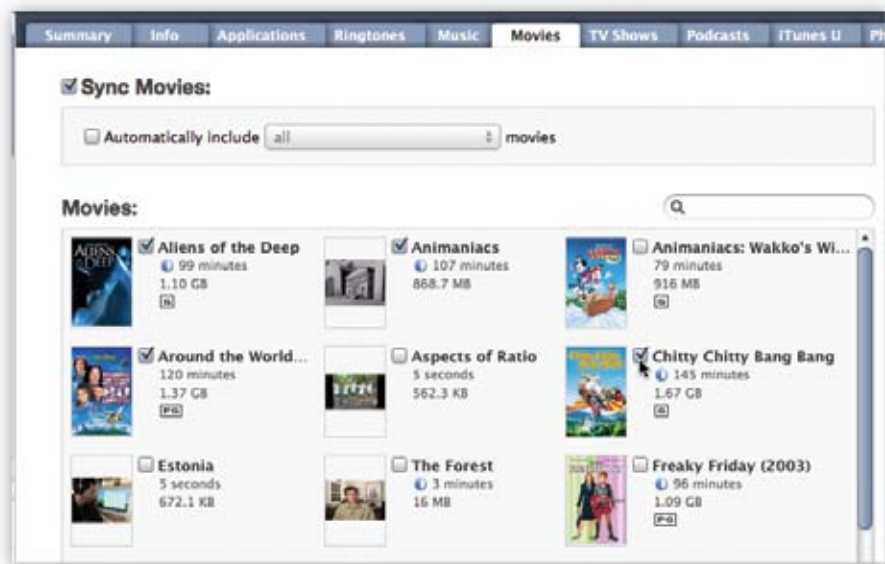 Summary Info Applications Ringtones Music Movies TV Shows Podcasts iTunes U Ph
Sync Movies:
Automatically include all movies
Movies:
Aliens of the Deep
99 minutes
1.10 GB
G
Animaniacs
107 minutes
868.7 MB
Animaniacs: Wakko's Wi...
79 minutes
916 MB
G
Around the World...
120 minutes
1.37 GB
PG
Aspects of Ratio
5 seconds
562.3 KB
Chitty Chitty Bang Bang
145 minutes
1.67 GB
G
Estonia
5 seconds
672.1 KB
The Forest
3 minutes
16 MB
Freaky Friday (2003)
96 minutes
1.09 GB
PG
ALIENS
DEEP